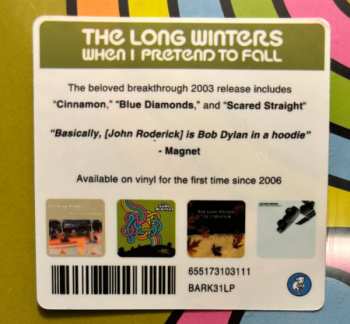 THE LONG WINTERS
WHEN I PRETEND TO FALL
The beloved breakthrough 2003 release includes
"Cinnamon," "Blue Diamonds," and "Scared Straight"
"Basically, [John Roderick] is Bob Dylan in a hoodie"
- Magnet
Available on vinyl for the first time since 2006
655173103111
BARK31LP